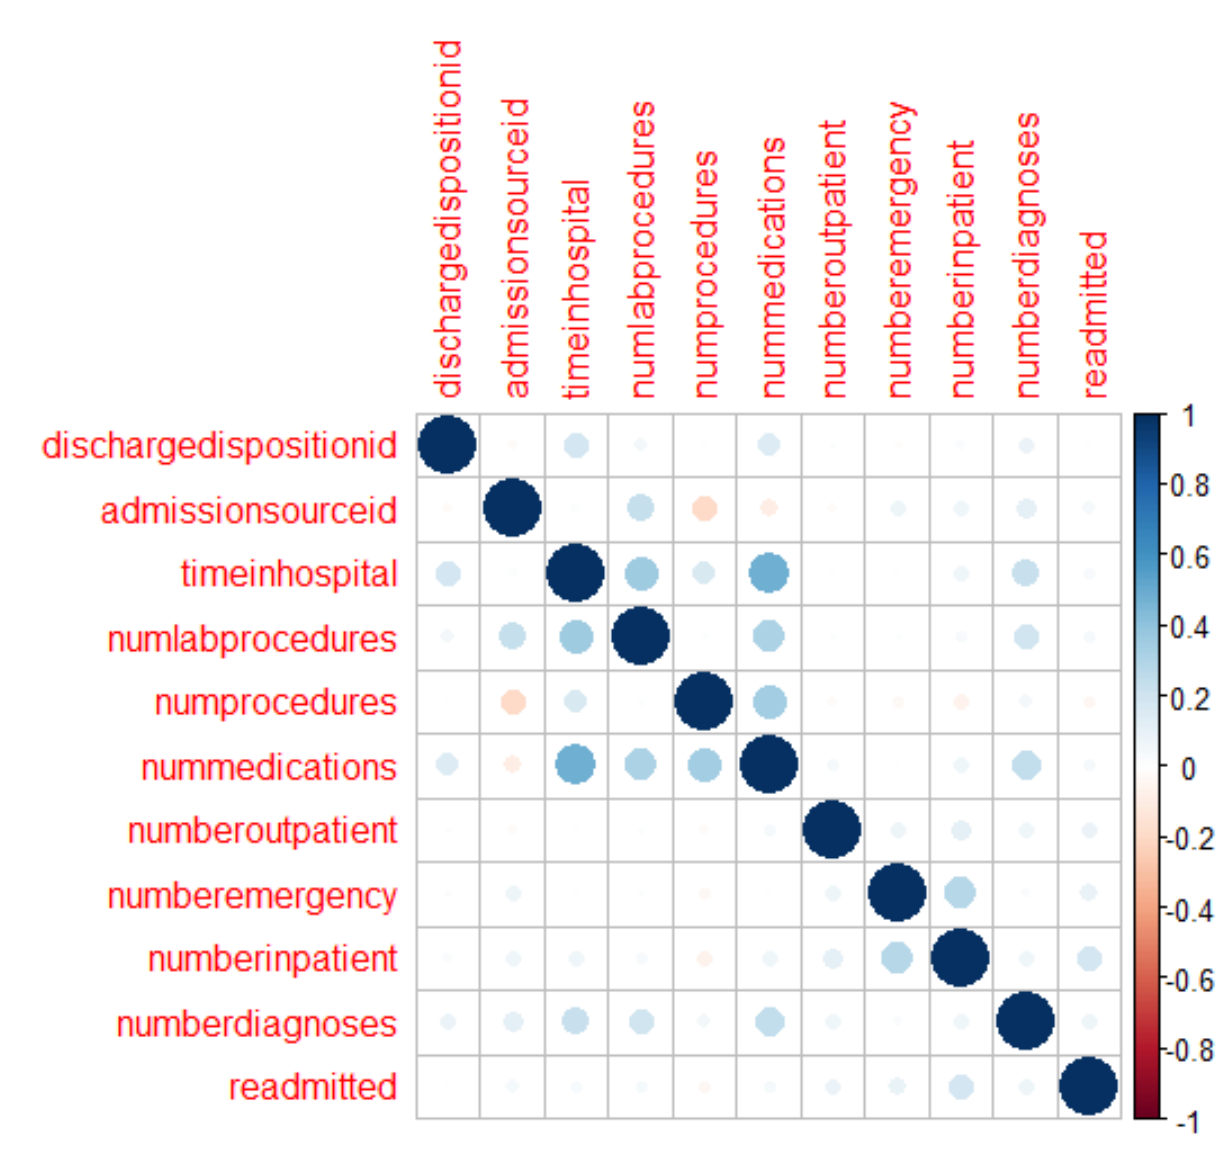 dischargedispositionid
admissionsourceid
timeinhospital
numlabprocedures
numprocedures
nummedications
numberoutpatient
numberemergency
numberinpatient
numberdiagnoses
readmitted
dischargedispositionid
admissionsourceid
timeinhospital
numlabprocedures
numprocedures
nummedications
numberoutpatient
numberemergency
numberinpatient
numberdiagnoses
readmitted
1
0.8
0.6
0.4
0.2
0
-0.2
-0.4
-0.6
-0.8
-1